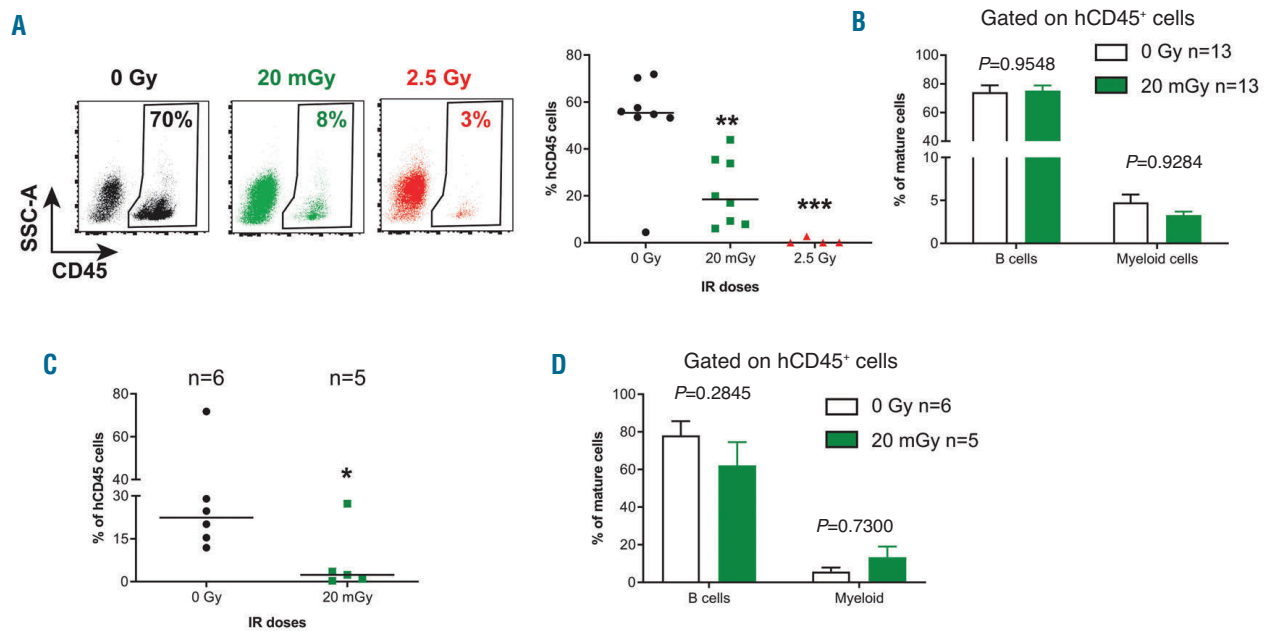 A
0 Gy
20 mGy
2.5 Gy
70%
8%
3%
SSC-A
CD45
% hCD45 cells
80
60
40
20
0
**
***
0 Gy
20 mGy
2.5 Gy
IR doses
B
Gated on hCD45+ cells
0 Gy n=13
20 mGy n=13
% of mature cells
100
80
60
40
10
5
0
P=0.9548
P=0.9284
B cells
Myeloid cells
C
n=6
n=5
% of hCD45 cells
80
60
40
30
15
0
*
0 Gy
20 mGy
IR doses
D
Gated on hCD45+ cells
0 Gy n=6
20 mGy n=5
% of mature cells
100
80
60
40
20
0
P=0.2845
P=0.7300
B cells
Myeloid